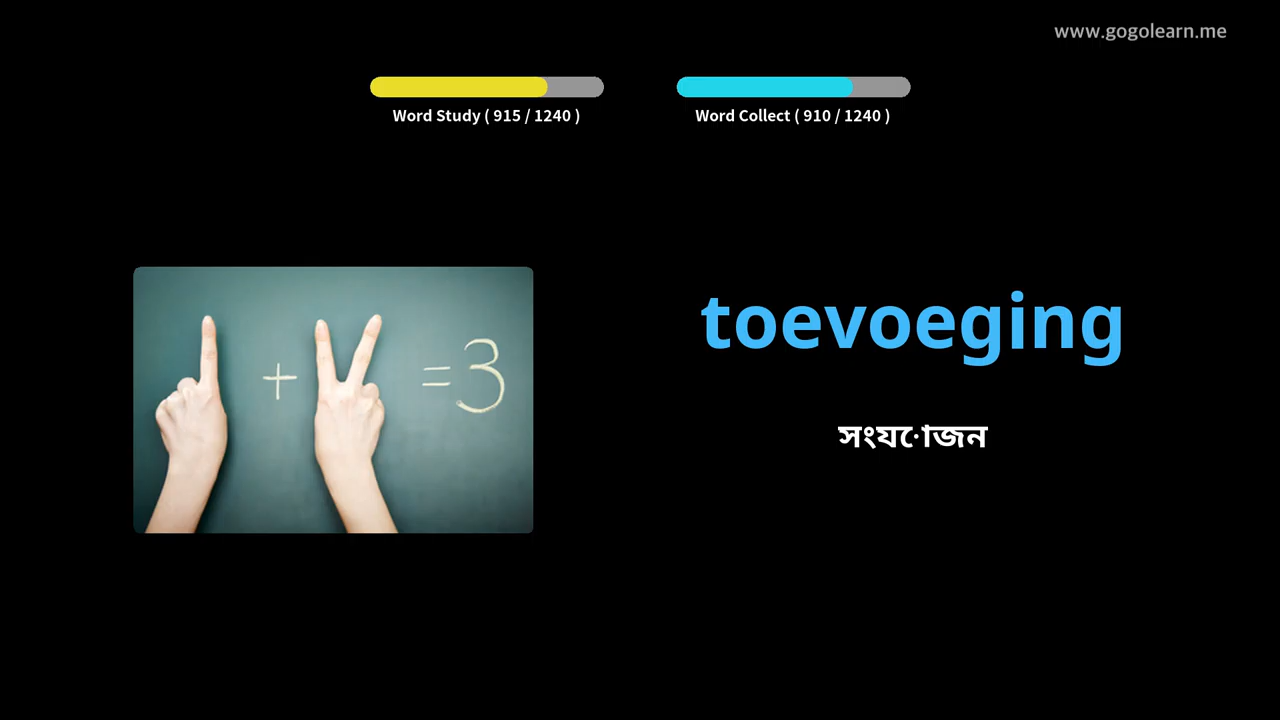 www.gogolearn.me
Word Study ( 915 / 1240 )
Word Collect ( 910 / 1240 )
+ = 3
toevoeging
সংযোজন